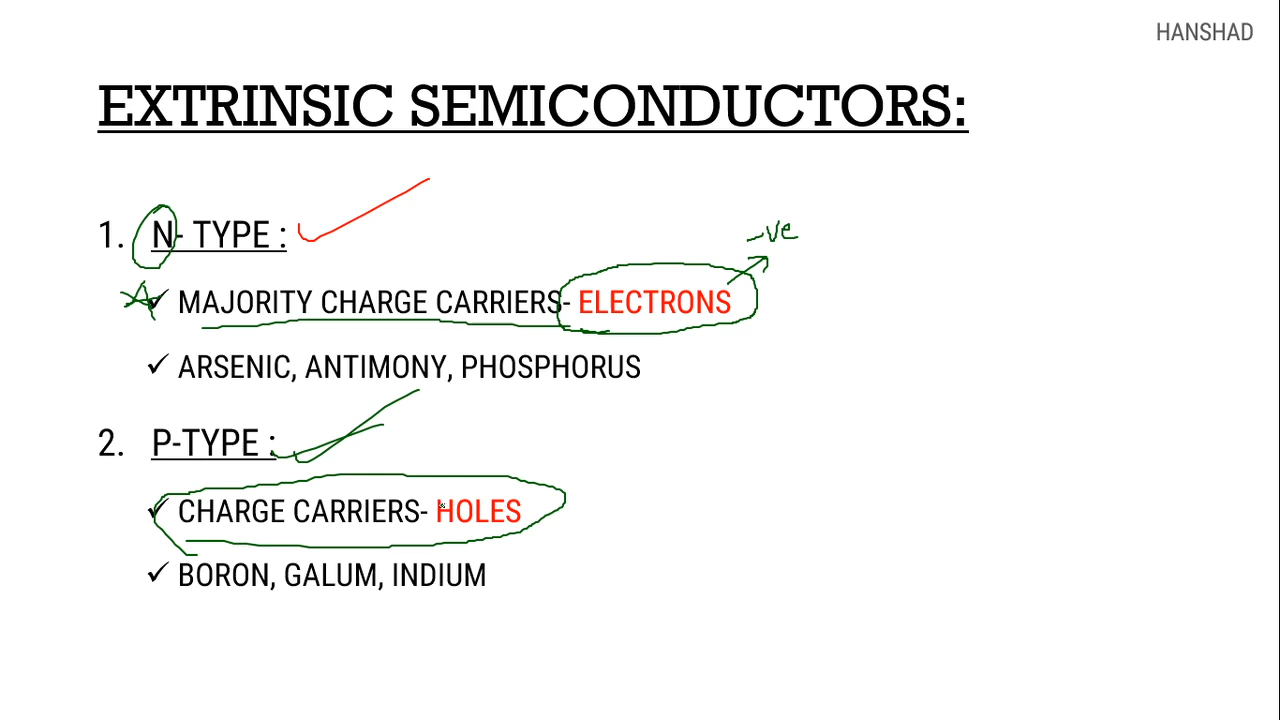 HANSHAD
EXTRINSIC SEMICONDUCTORS:
1. N- TYPE :
-ve
✓ MAJORITY CHARGE CARRIERS- ELECTRONS
✓ ARSENIC, ANTIMONY, PHOSPHORUS
2. P-TYPE :
✓ CHARGE CARRIERS- HOLES
✓ BORON, GALUM, INDIUM